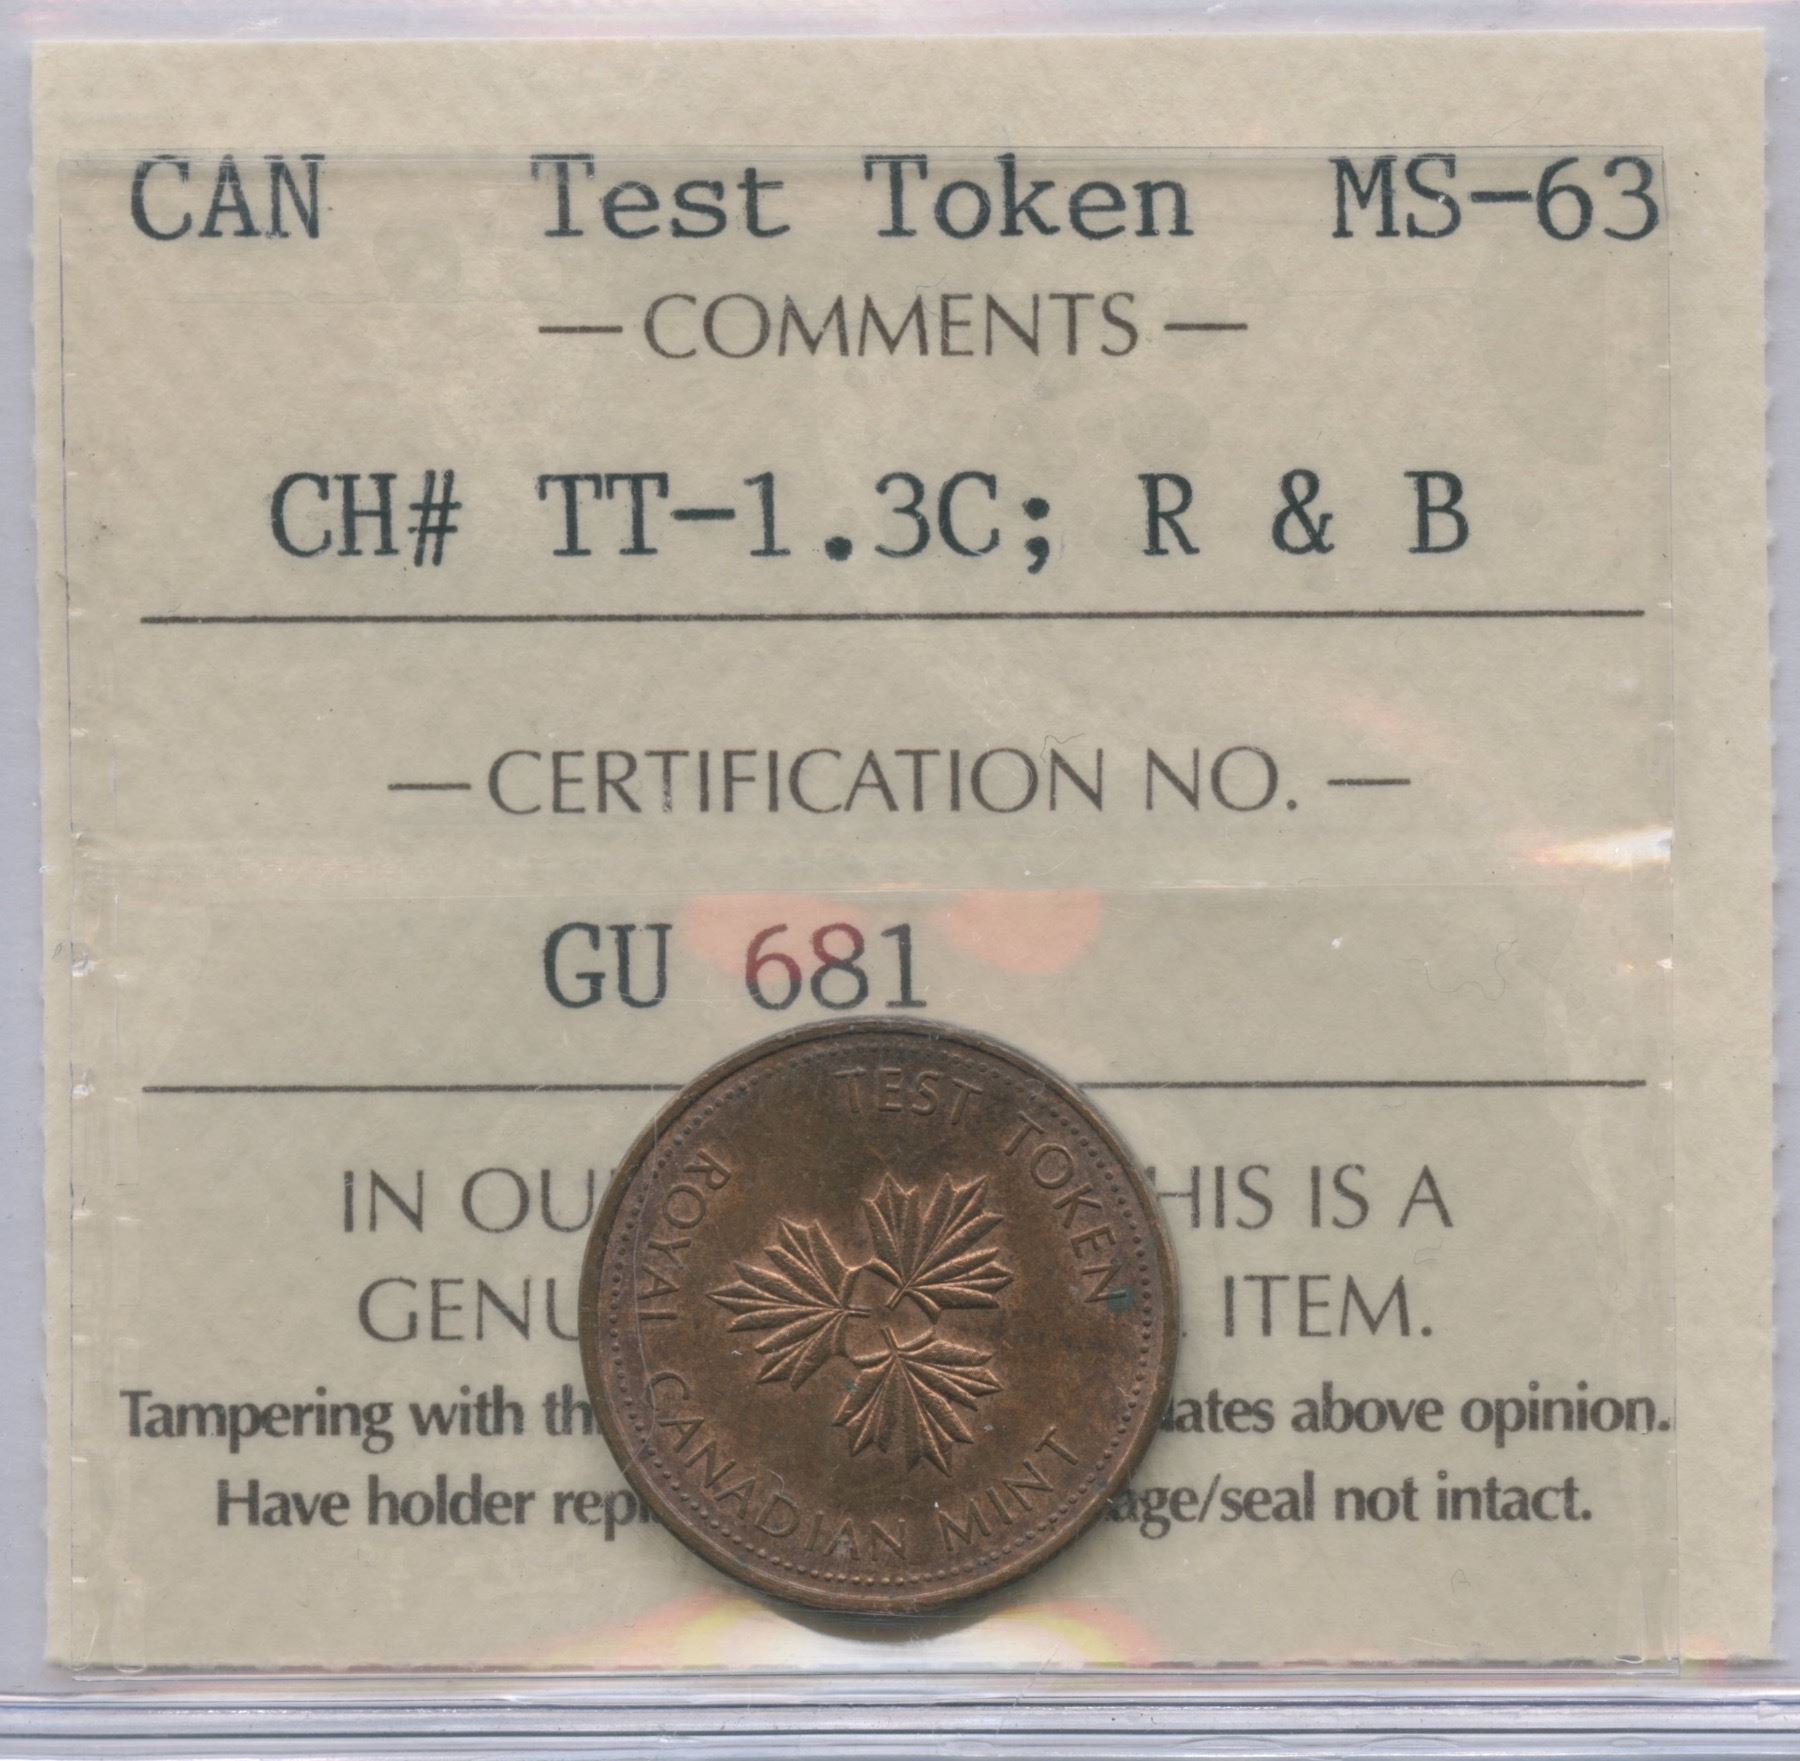 CAN Test Token MS-63
— COMMENTS —
CH# TT-1.3C; R & B
— CERTIFICATION NO. —
GU 681
IN OU HIS IS A
GENU ITEM.
Tampering with th ates above opinion.
Have holder rep age/seal not intact.
TEST TOKEN
ROYAL CANADIAN MINT